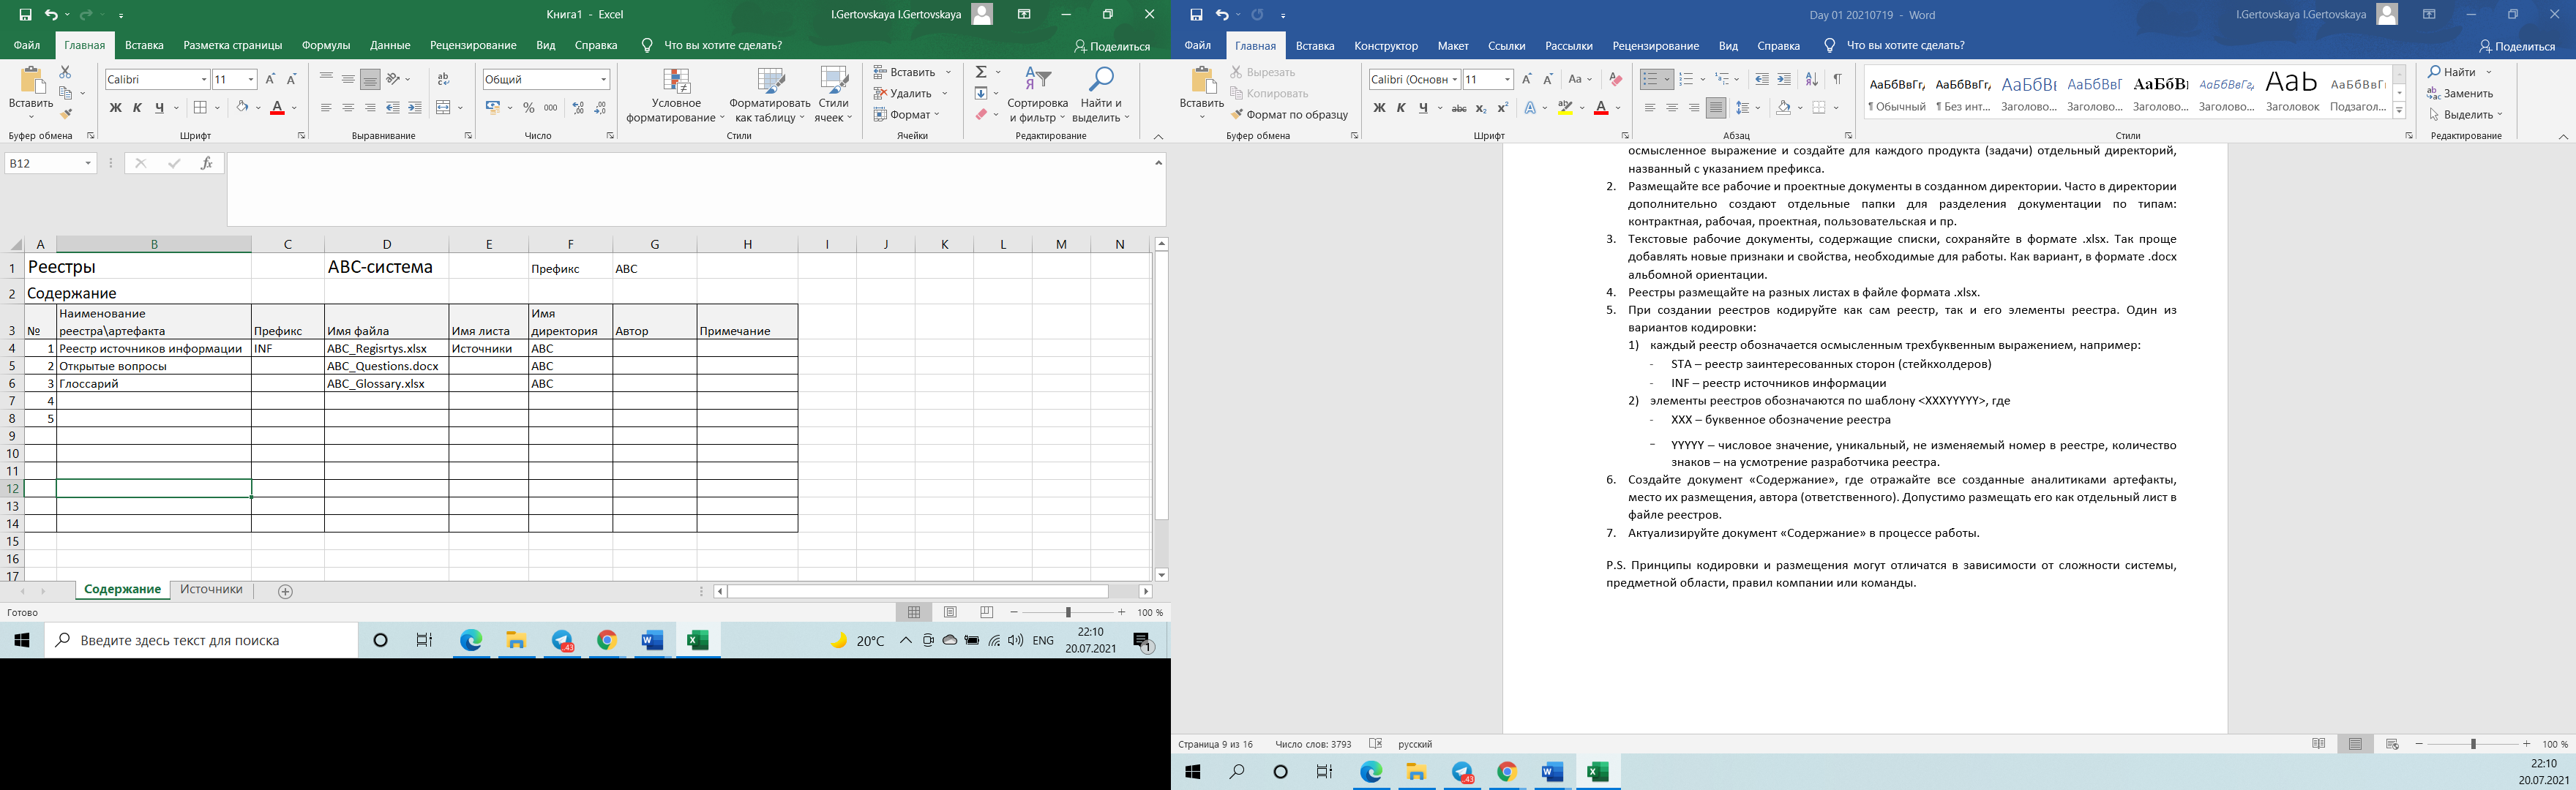 Книга1 - Excel
I.Gertovskaya I.Gertovskaya
Файл Главная Вставка Разметка страницы Формулы Данные Рецензирование Вид Справка Что вы хотите сделать? Поделиться
Вставить
Буфер обмена
Calibri 11
Ж К Ч
Шрифт
Выравнивание
Общий
% 000
Число
Условное форматирование
Форматировать как таблицу
Стили ячеек
Стили
Вставить
Удалить
Формат
Ячейки
Сортировка и фильтр
Найти и выделить
Редактирование
B12
A B C D E F G H I J K L M N
1 Реестры АВС-система Префикс ABC
2 Содержание
3 № Наименование реестра\артефакта Префикс Имя файла Имя листа Имя директория Автор Примечание
4 1 Реестр источников информации INF ABC_Regisrtys.xlsx Источники ABC
5 2 Открытые вопросы ABC_Questions.docx ABC
6 3 Глоссарий ABC_Glossary.xlsx ABC
7 4
8 5
9
10
11
12
13
14
15
16
17
Содержание Источники
Готово
100 %
Введите здесь текст для поиска
43
20°C
ENG
22:10
20.07.2021
1
Day 01 20210719 - Word
I.Gertovskaya I.Gertovskaya
Файл Главная Вставка Конструктор Макет Ссылки Рассылки Рецензирование Вид Справка Что вы хотите сделать? Поделиться
Вставить
Вырезать
Копировать
Формат по образцу
Буфер обмена
Calibri (Основн 11
Ж К Ч abc x₂ x²
Шрифт
Абзац
АаБбВвГг, АаБбВвГг, АаБбВı АаБбВвГ АаБбВı АаБбВвГг, АаЬ АаБбВвГı
¶ Обычный ¶ Без инт... Заголово... Заголово... Заголово... Заголово... Заголовок Подзагол...
Стили
Найти
Заменить
Выделить
Редактирование
осмысленное выражение и создайте для каждого продукта (задачи) отдельный директорий,
названный с указанием префикса.
2. Размещайте все рабочие и проектные документы в созданном директории. Часто в директории
дополнительно создают отдельные папки для разделения документации по типам:
контрактная, рабочая, проектная, пользовательская и пр.
3. Текстовые рабочие документы, содержащие списки, сохраняйте в формате .xlsx. Так проще
добавлять новые признаки и свойства, необходимые для работы. Как вариант, в формате .docx
альбомной ориентации.
4. Реестры размещайте на разных листах в файле формата .xlsx.
5. При создании реестров кодируйте как сам реестр, так и его элементы реестра. Один из
вариантов кодировки:
1) каждый реестр обозначается осмысленным трехбуквенным выражением, например:
- STA – реестр заинтересованных сторон (стейкхолдеров)
- INF – реестр источников информации
2) элементы реестров обозначаются по шаблону <XXXYYYYY>, где
- XXX – буквенное обозначение реестра
- YYYYY – числовое значение, уникальный, не изменяемый номер в реестре, количество
знаков – на усмотрение разработчика реестра.
6. Создайте документ «Содержание», где отражайте все созданные аналитиками артефакты,
место их размещения, автора (ответственного). Допустимо размещать его как отдельный лист в
файле реестров.
7. Актуализируйте документ «Содержание» в процессе работы.
P.S. Принципы кодировки и размещения могут отличатся в зависимости от сложности системы,
предметной области, правил компании или команды.
Страница 9 из 16 Число слов: 3793 русский
100 %
43
22:10
20.07.2021